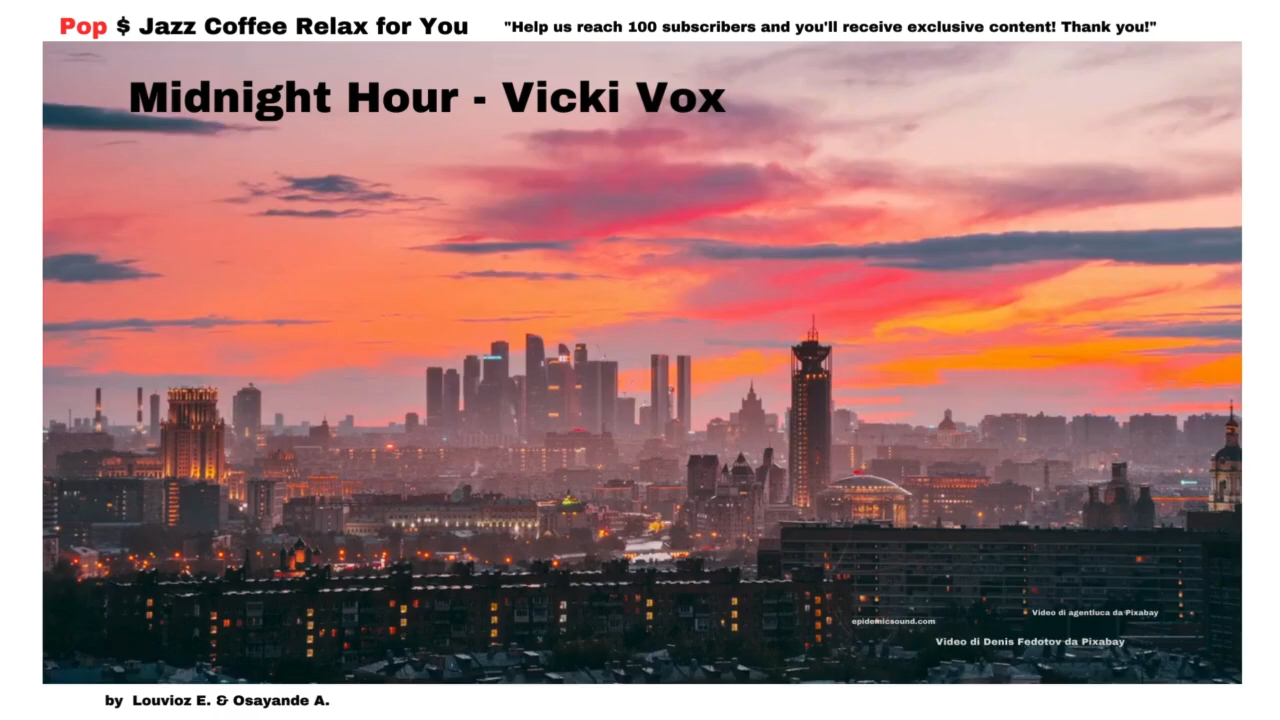 Pop $ Jazz Coffee Relax for You
"Help us reach 100 subscribers and you'll receive exclusive content! Thank you!"
Midnight Hour - Vicki Vox
Video di agentluca da Pixabay
epidemicsound.com
Video di Denis Fedotov da Pixabay
by Louvioz E. & Osayande A.